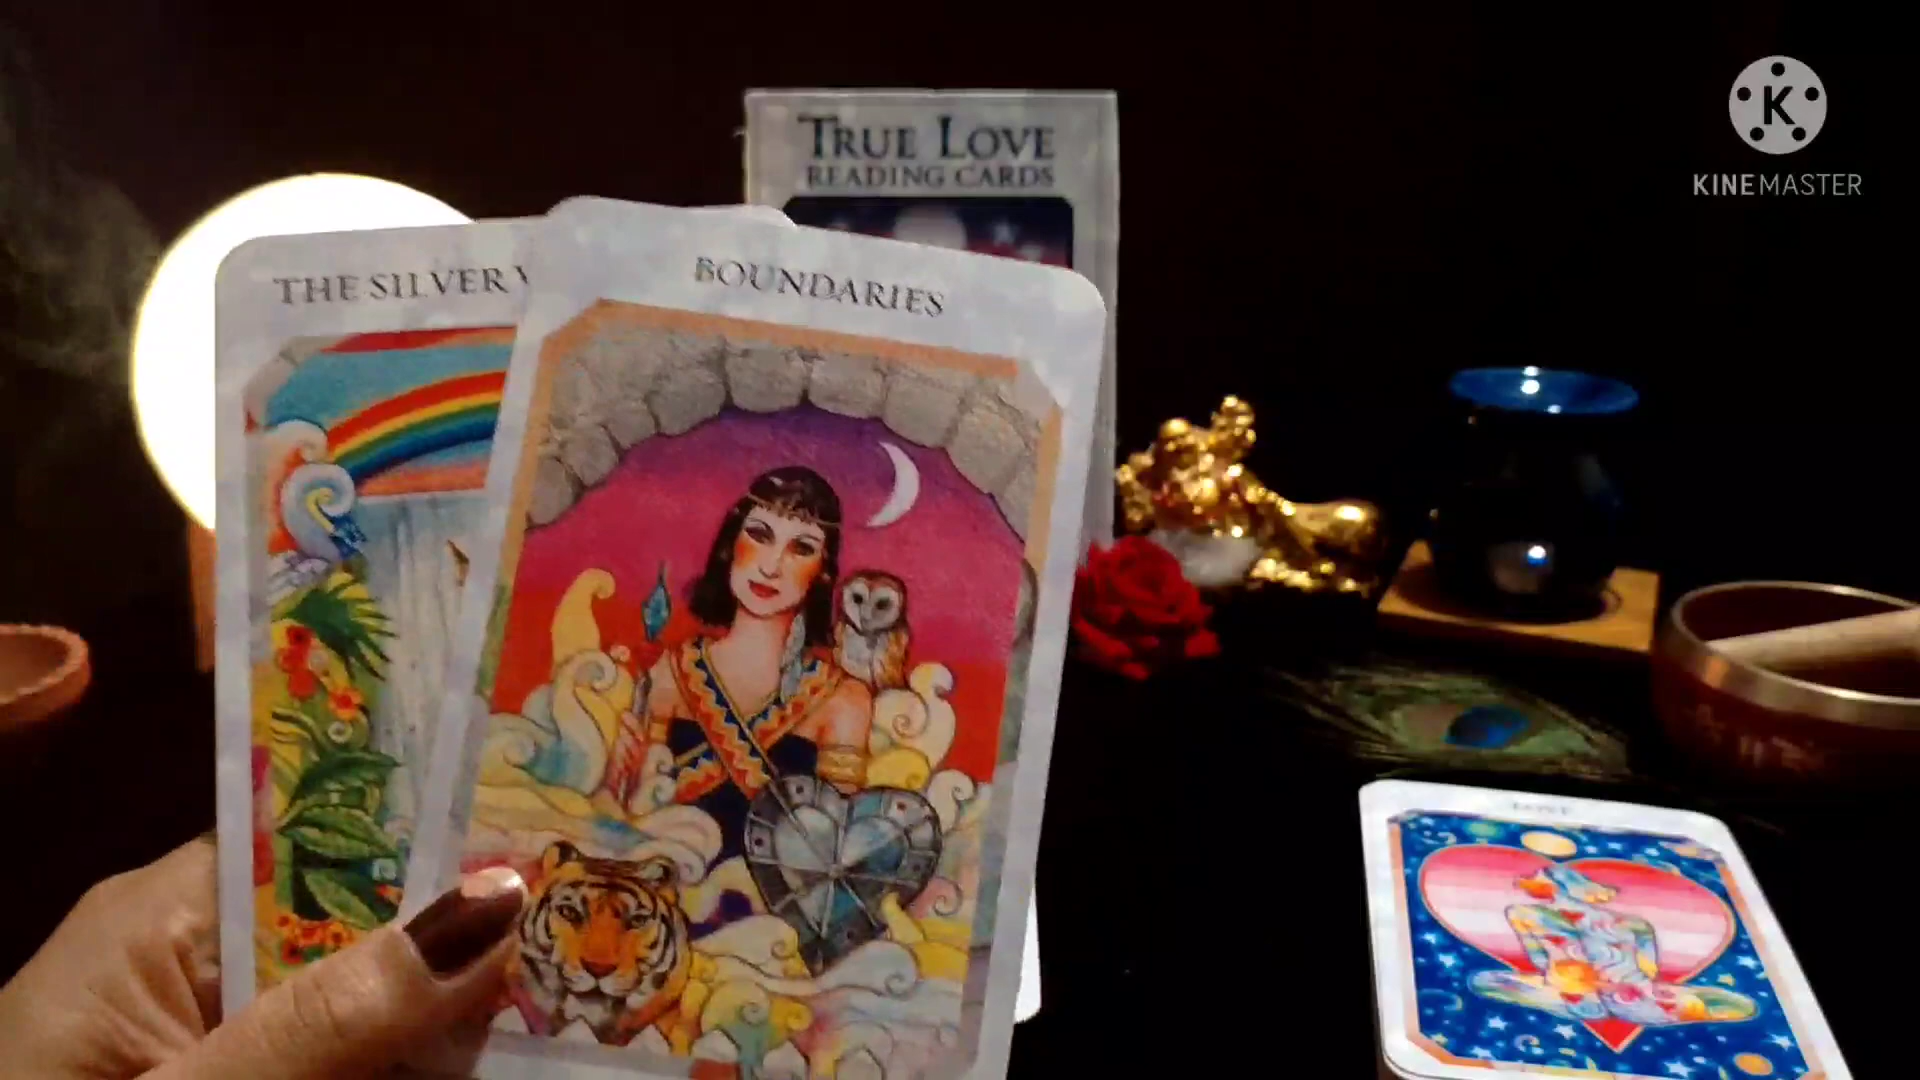 TRUE LOVE
READING CARDS
KINEMASTER
THE SILVER
BOUNDARIES